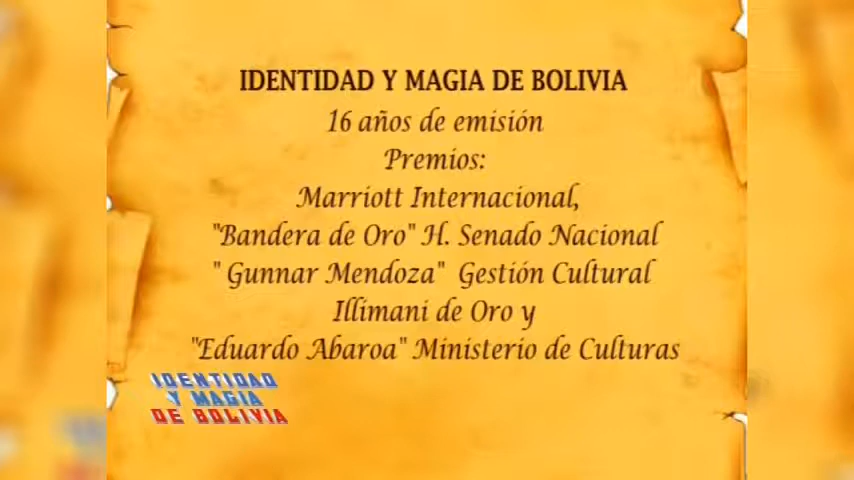 IDENTIDAD Y MAGIA DE BOLIVIA
16 años de emisión
Premios:
Marriott Internacional,
"Bandera de Oro" H. Senado Nacional
" Gunnar Mendoza" Gestión Cultural
Illimani de Oro y
"Eduardo Abaroa" Ministerio de Culturas
IDENTIDAD
Y MAGIA
DE BOLIVIA